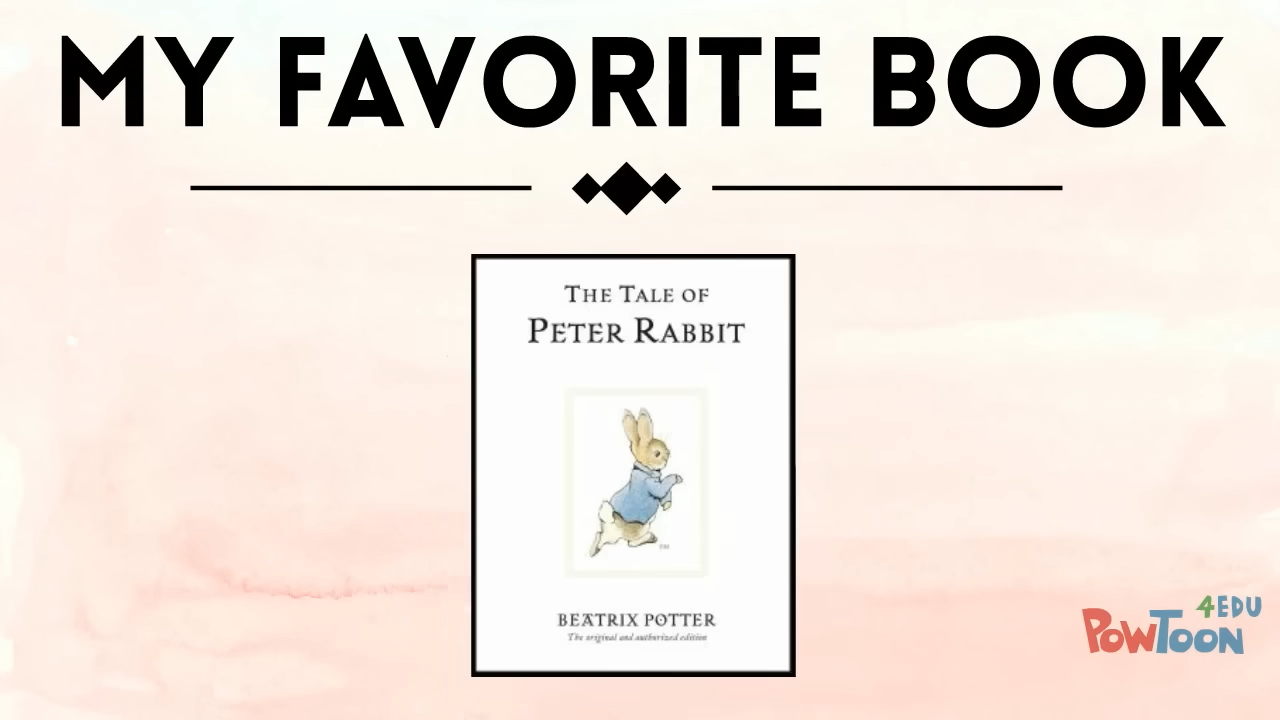 MY FAVORITE BOOK
THE TALE OF
PETER RABBIT
BEATRIX POTTER
The original and authorized edition
4EDU
POWTOON